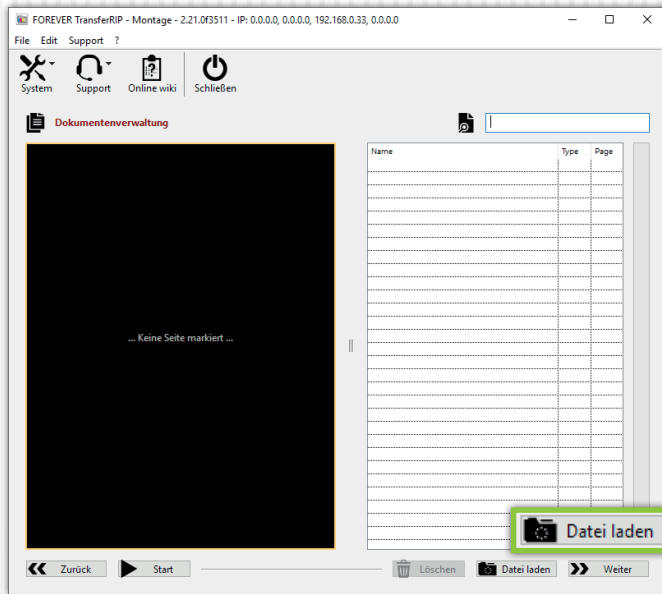 FOREVER TransferRIP - Montage - 2.21.0f3511 - IP: 0.0.0.0, 0.0.0.0, 192.168.0.33, 0.0.0.0
File Edit Support ?
System Support Online wiki Schließen
Dokumentenverwaltung
Name Type Page
... Keine Seite markiert ...
Datei laden
Zurück Start Löschen Datei laden Weiter